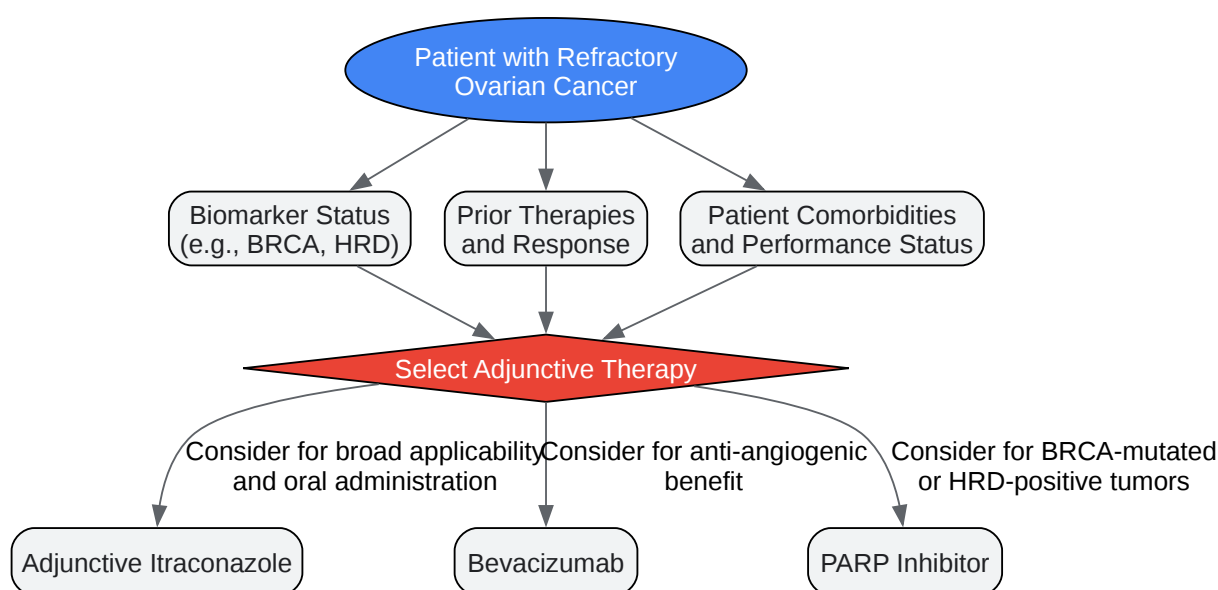 Patient with Refractory
Ovarian Cancer
Biomarker Status
(e.g., BRCA, HRD)
Prior Therapies
and Response
Patient Comorbidities
and Performance Status
Select Adjunctive Therapy
Consider for broad applicability
and oral administration
Consider for anti-angiogenic
benefit
Consider for BRCA-mutated
or HRD-positive tumors
Adjunctive Itraconazole
Bevacizumab
PARP Inhibitor